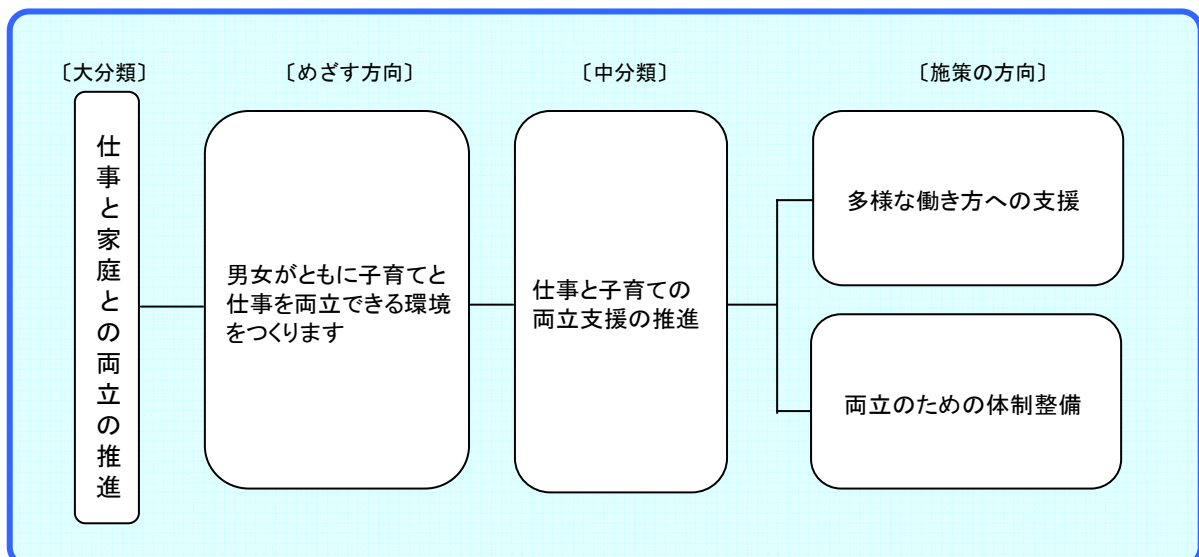 〔大分類〕
〔めざす方向〕
〔中分類〕
〔施策の方向〕
仕事と家庭との両立の推進
男女がともに子育てと
仕事を両立できる環境
をつくります
仕事と子育ての
両立支援の推進
多様な働き方への支援
両立のための体制整備